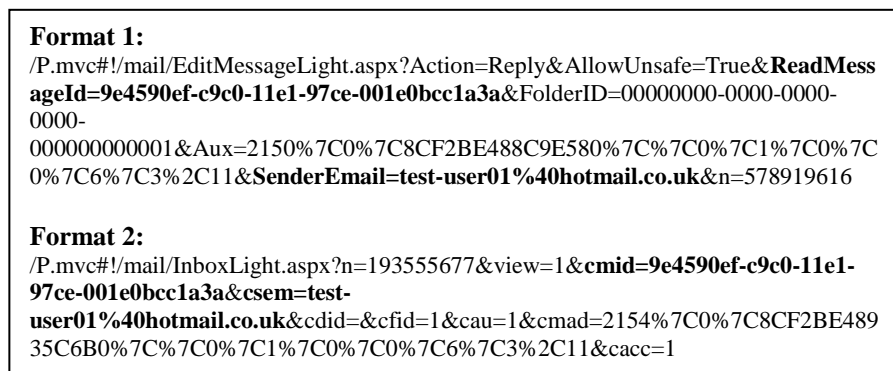 Format 1:
/P.mvc#!/mail/EditMessageLight.aspx?Action=Reply&AllowUnsafe=True&ReadMess
ageId=9e4590ef-c9c0-11e1-97ce-001e0bcc1a3a&FolderID=00000000-0000-0000-
0000-
000000000001&Aux=2150%7C0%7C8CF2BE488C9E580%7C%7C0%7C1%7C0%7C
0%7C6%7C3%2C11&SenderEmail=test-user01%40hotmail.co.uk&n=578919616
Format 2:
/P.mvc#!/mail/InboxLight.aspx?n=193555677&view=1&cmid=9e4590ef-c9c0-11e1-
97ce-001e0bcc1a3a&csem=test-
user01%40hotmail.co.uk&cdid=&cfid=1&cau=1&cmad=2154%7C0%7C8CF2BE489
35C6B0%7C%7C0%7C1%7C0%7C0%7C6%7C3%2C11&cacc=1